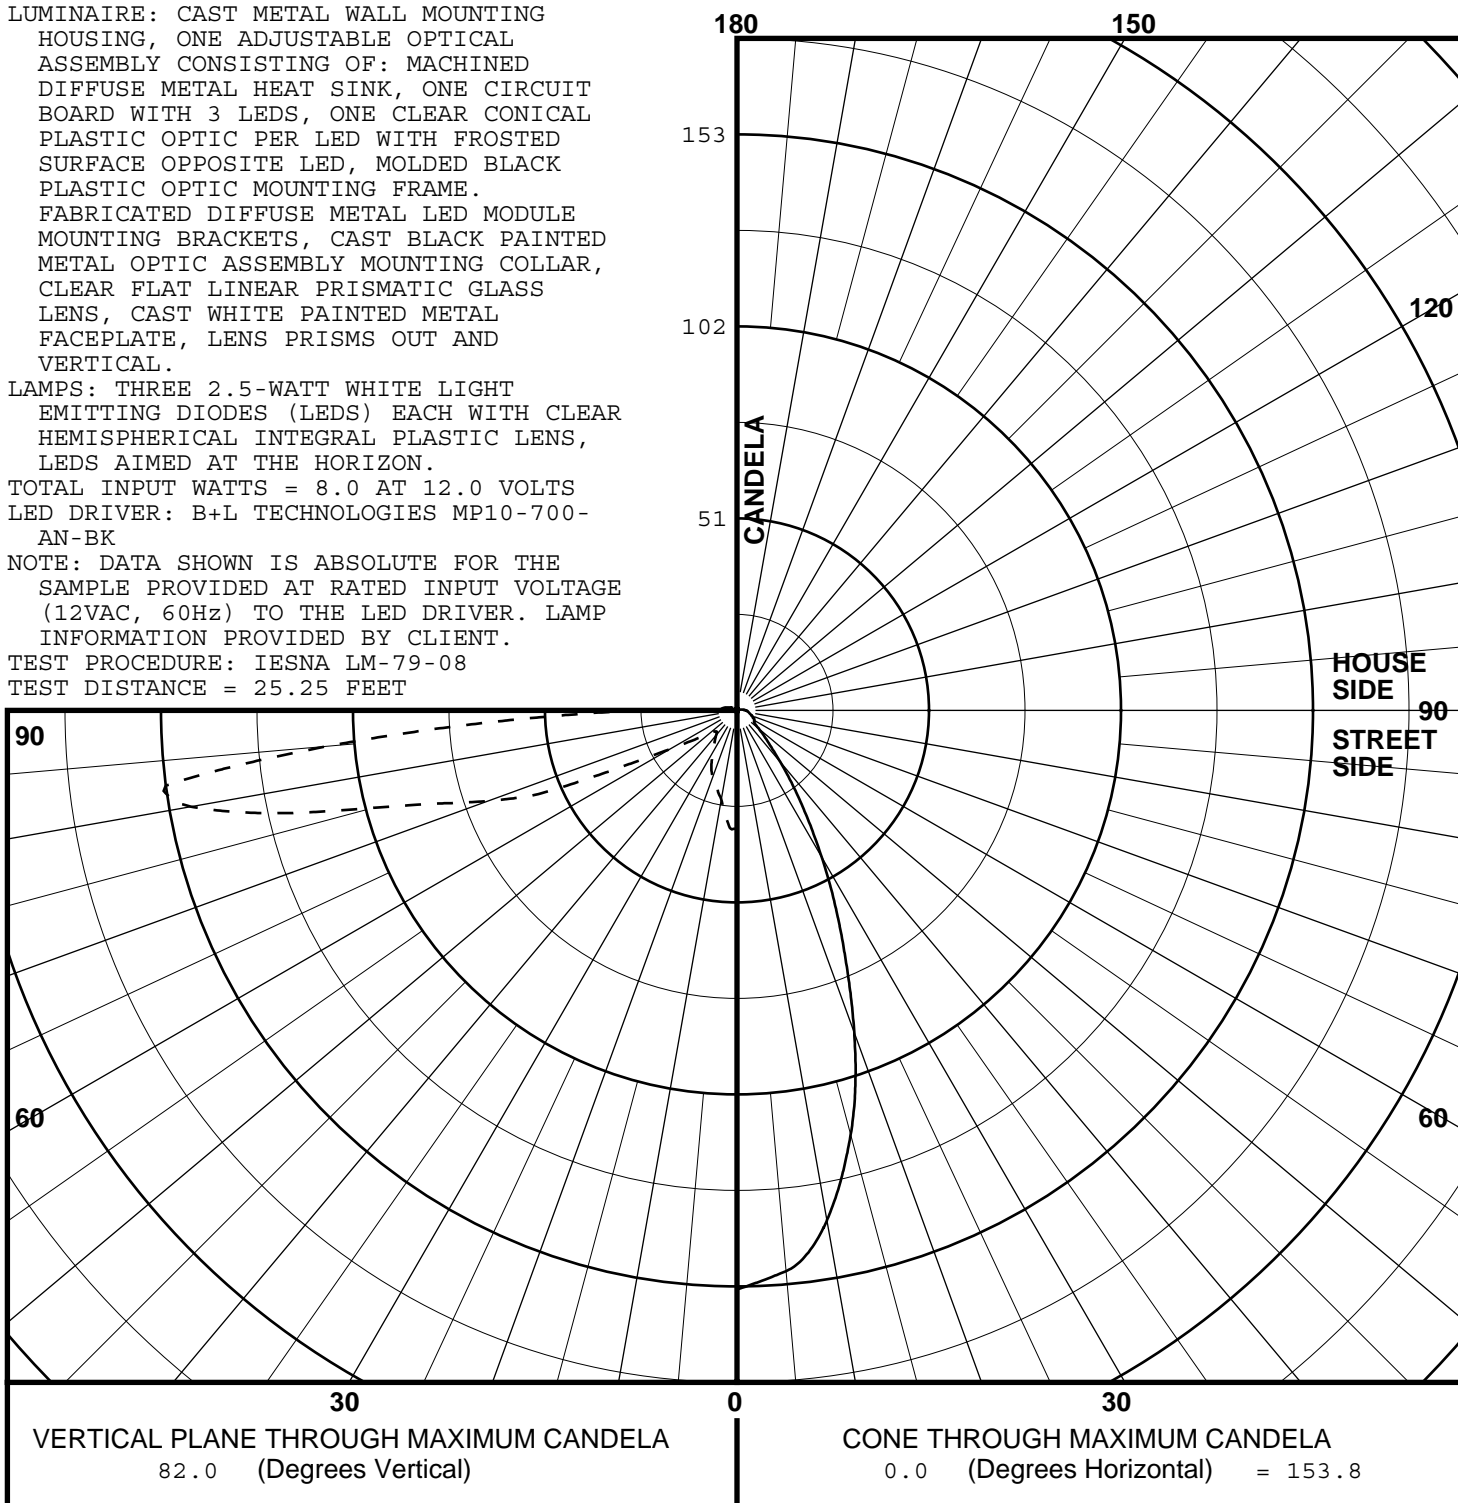 LUMINAIRE: CAST METAL WALL MOUNTING
HOUSING, ONE ADJUSTABLE OPTICAL
ASSEMBLY CONSISTING OF: MACHINED
DIFFUSE METAL HEAT SINK, ONE CIRCUIT
BOARD WITH 3 LEDS, ONE CLEAR CONICAL
PLASTIC OPTIC PER LED WITH FROSTED
SURFACE OPPOSITE LED, MOLDED BLACK
PLASTIC OPTIC MOUNTING FRAME.
FABRICATED DIFFUSE METAL LED MODULE
MOUNTING BRACKETS, CAST BLACK PAINTED
METAL OPTIC ASSEMBLY MOUNTING COLLAR,
CLEAR FLAT LINEAR PRISMATIC GLASS
LENS, CAST WHITE PAINTED METAL
FACEPLATE, LENS PRISMS OUT AND
VERTICAL.
LAMPS: THREE 2.5-WATT WHITE LIGHT
EMITTING DIODES (LEDS) EACH WITH CLEAR
HEMISPHERICAL INTEGRAL PLASTIC LENS,
LEDS AIMED AT THE HORIZON.
TOTAL INPUT WATTS = 8.0 AT 12.0 VOLTS
LED DRIVER: B+L TECHNOLOGIES MP10-700-
AN-BK
NOTE: DATA SHOWN IS ABSOLUTE FOR THE
SAMPLE PROVIDED AT RATED INPUT VOLTAGE
(12VAC, 60Hz) TO THE LED DRIVER. LAMP
INFORMATION PROVIDED BY CLIENT.
TEST PROCEDURE: IESNA LM-79-08
TEST DISTANCE = 25.25 FEET
180
150
153
120
102
CANDELA
51
HOUSE
SIDE
90
90
STREET
SIDE
60
60
30
0
30
VERTICAL PLANE THROUGH MAXIMUM CANDELA
82.0 (Degrees Vertical)
CONE THROUGH MAXIMUM CANDELA
0.0 (Degrees Horizontal) = 153.8